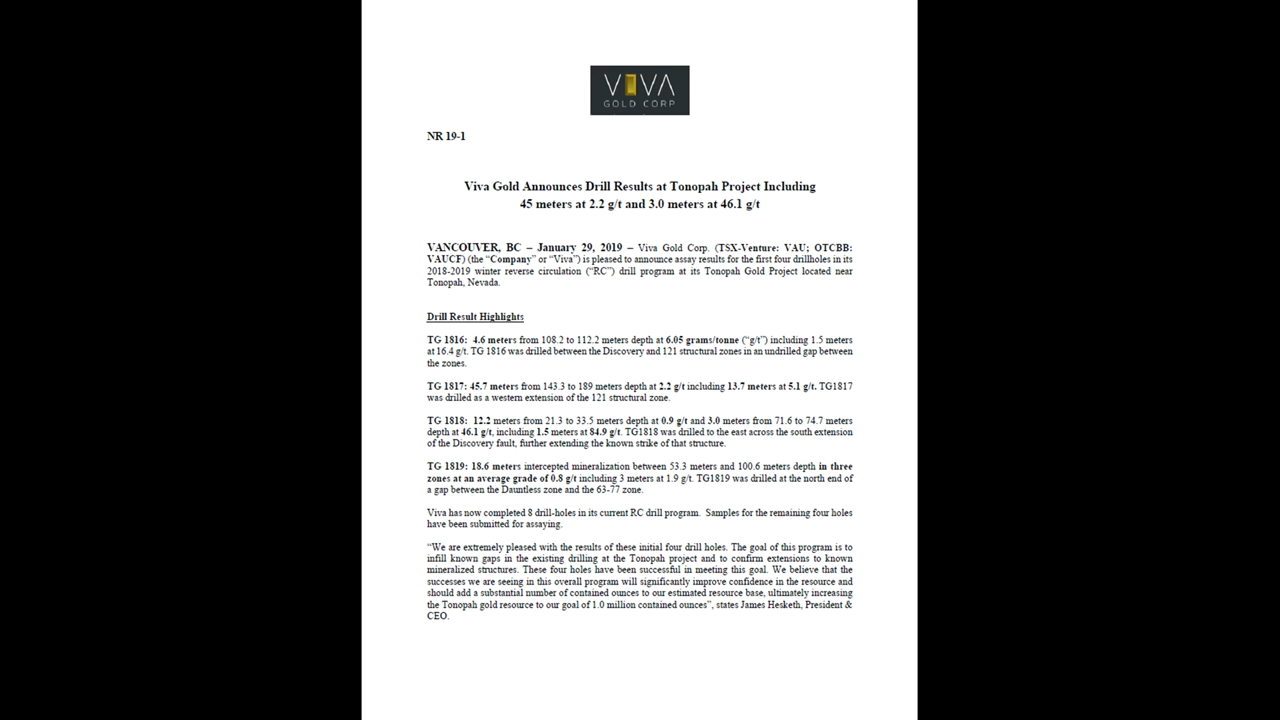 VIVA
GOLD CORP
NR 19-1
Viva Gold Announces Drill Results at Tonopah Project Including
45 meters at 2.2 g/t and 3.0 meters at 46.1 g/t
VANCOUVER, BC – January 29, 2019 – Viva Gold Corp. (TSX-Venture: VAU; OTCBB:
VAUCF) (the “Company” or “Viva”) is pleased to announce assay results for the first four drillholes in its
2018-2019 winter reverse circulation (“RC”) drill program at its Tonopah Gold Project located near
Tonopah, Nevada.
Drill Result Highlights
TG 1816: 4.6 meters from 108.2 to 112.2 meters depth at 6.05 grams/tonne (“g/t”) including 1.5 meters
at 16.4 g/t. TG 1816 was drilled between the Discovery and 121 structural zones in an undrilled gap between
the zones.
TG 1817: 45.7 meters from 143.3 to 189 meters depth at 2.2 g/t including 13.7 meters at 5.1 g/t. TG1817
was drilled as a western extension of the 121 structural zone.
TG 1818: 12.2 meters from 21.3 to 33.5 meters depth at 0.9 g/t and 3.0 meters from 71.6 to 74.7 meters
depth at 46.1 g/t, including 1.5 meters at 84.9 g/t. TG1818 was drilled to the east across the south extension
of the Discovery fault, further extending the known strike of that structure.
TG 1819: 18.6 meters intercepted mineralization between 53.3 meters and 100.6 meters depth in three
zones at an average grade of 0.8 g/t including 3 meters at 1.9 g/t. TG1819 was drilled at the north end of
a gap between the Dauntless zone and the 63-77 zone.
Viva has now completed 8 drill-holes in its current RC drill program. Samples for the remaining four holes
have been submitted for assaying.
“We are extremely pleased with the results of these initial four drill holes. The goal of this program is to
infill known gaps in the existing drilling at the Tonopah project and to confirm extensions to known
mineralized structures. These four holes have been successful in meeting this goal. We believe that the
successes we are seeing in this overall program will significantly improve confidence in the resource and
should add a substantial number of contained ounces to our estimated resource base, ultimately increasing
the Tonopah gold resource to our goal of 1.0 million contained ounces”, states James Hesketh, President &
CEO.